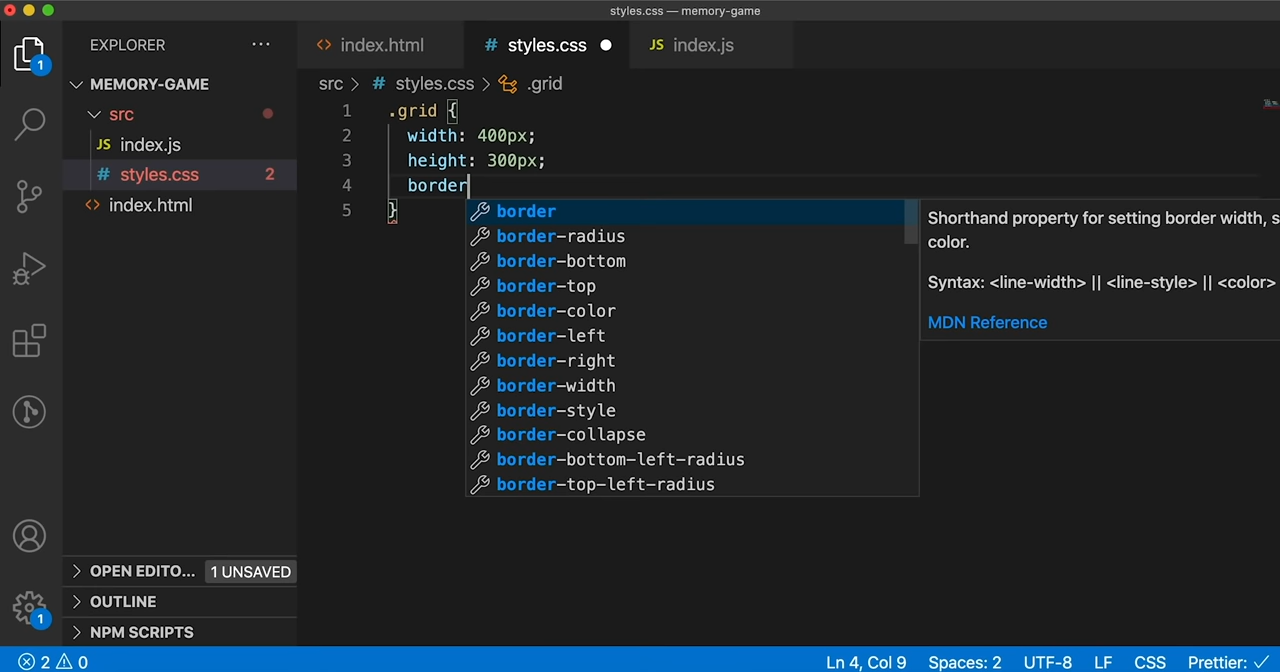 styles.css — memory-game
EXPLORER ···
index.html
# styles.css
JS index.js
1
MEMORY-GAME
src
JS index.js
# styles.css 2
index.html
src > # styles.css > .grid
1 .grid {
2 width: 400px;
3 height: 300px;
4 border
5 }
border
border-radius
border-bottom
border-top
border-color
border-left
border-right
border-width
border-style
border-collapse
border-bottom-left-radius
border-top-left-radius
Shorthand property for setting border width, s
color.
Syntax: <line-width> || <line-style> || <color>
MDN Reference
OPEN EDITO... 1 UNSAVED
OUTLINE
NPM SCRIPTS
1
2 0
Ln 4, Col 9 Spaces: 2 UTF-8 LF CSS Prettier: ✓